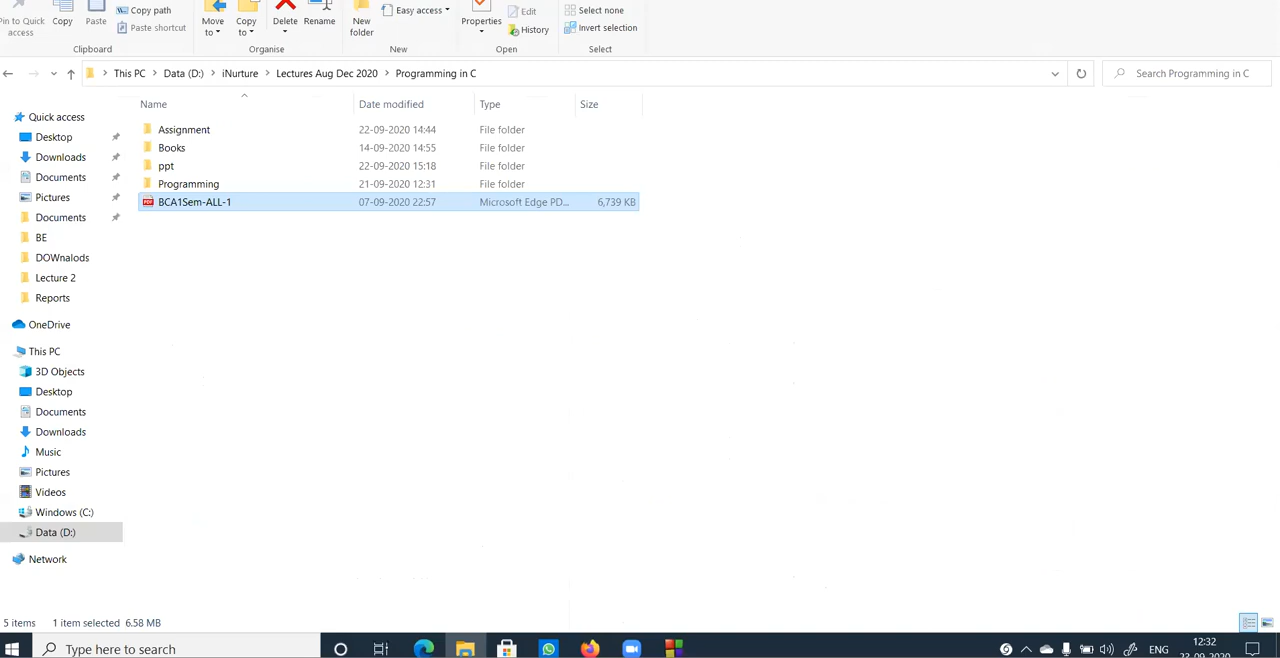 Pin to Quick access
Copy
Paste
Copy path
Paste shortcut
Clipboard
Move to
Copy to
Delete
Rename
Organise
New folder
Easy access
New
Properties
Edit
History
Open
Select none
Invert selection
Select
This PC > Data (D:) > iNurture > Lectures Aug Dec 2020 > Programming in C
Search Programming in C
Name Date modified Type Size
Assignment 22-09-2020 14:44 File folder
Books 14-09-2020 14:55 File folder
ppt 22-09-2020 15:18 File folder
Programming 21-09-2020 12:31 File folder
BCA1Sem-ALL-1 07-09-2020 22:57 Microsoft Edge PD... 6,739 KB
Quick access
Desktop
Downloads
Documents
Pictures
Documents
BE
DOWnalods
Lecture 2
Reports
OneDrive
This PC
3D Objects
Desktop
Documents
Downloads
Music
Pictures
Videos
Windows (C:)
Data (D:)
Network
5 items 1 item selected 6.58 MB
Type here to search
ENG
12:32
23-09-2020